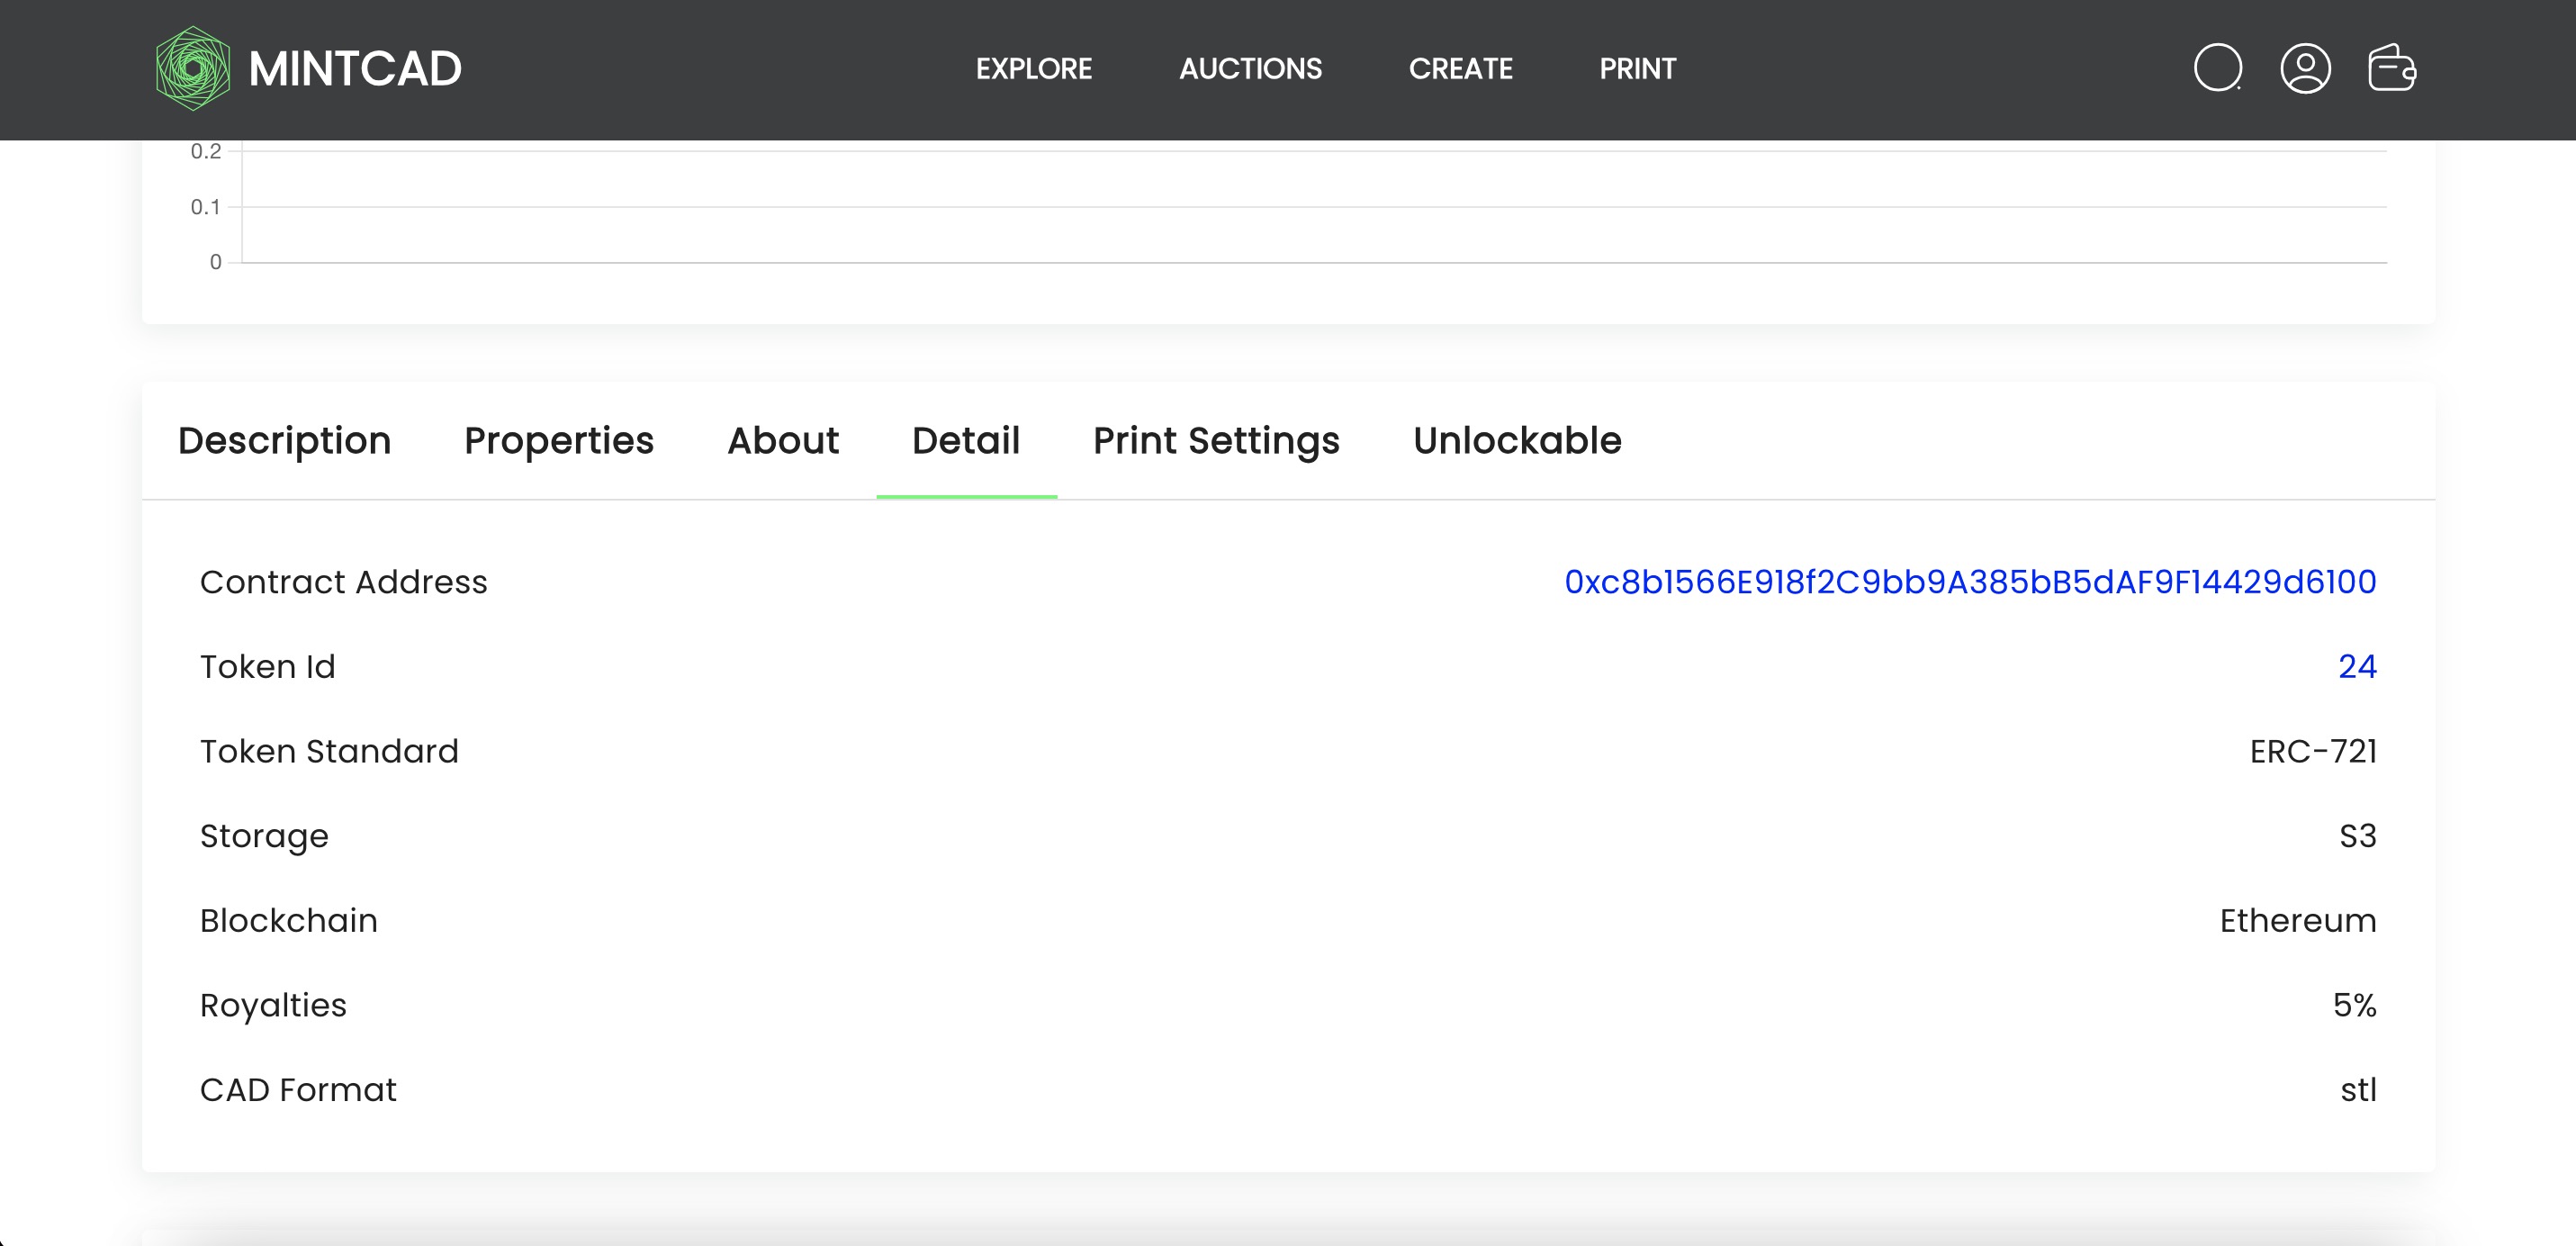 MINTCAD EXPLORE AUCTIONS CREATE PRINT
0.2
0.1
0
Description Properties About Detail Print Settings Unlockable
Contract Address 0xc8b1566E918f2C9bb9A385bB5dAF9F14429d6100
Token Id 24
Token Standard ERC-721
Storage S3
Blockchain Ethereum
Royalties 5%
CAD Format stl